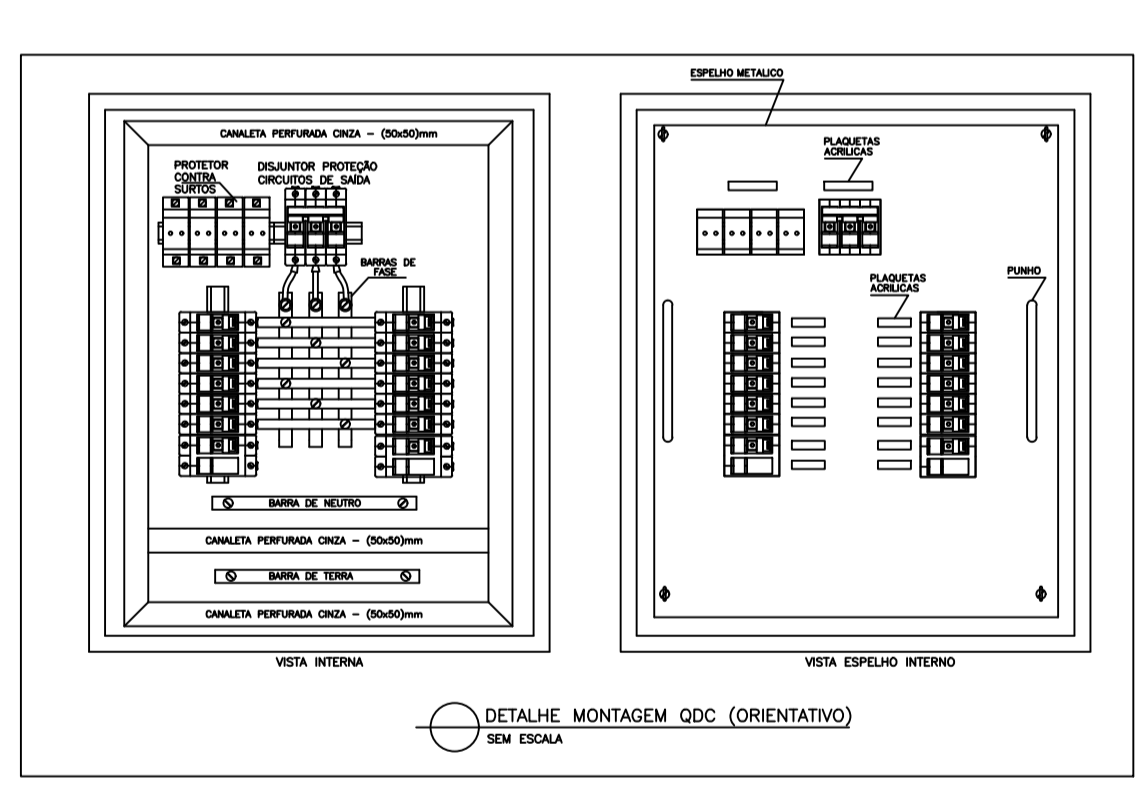 ESPELHO METALICO
CANALETA PERFURADA CINZA - (50x50)mm
PROTETOR
CONTRA
SURTOS
DISJUNTOR PROTEÇÃO
CIRCUITOS DE SAÍDA
BARRAS DE
FASE
BARRA DE NEUTRO
CANALETA PERFURADA CINZA - (50x50)mm
BARRA DE TERRA
CANALETA PERFURADA CINZA - (50x50)mm
VISTA INTERNA
PLAQUETAS
ACRILICAS
PLAQUETAS
ACRILICAS
PUNHO
VISTA ESPELHO INTERNO
DETALHE MONTAGEM QDC (ORIENTATIVO)
SEM ESCALA